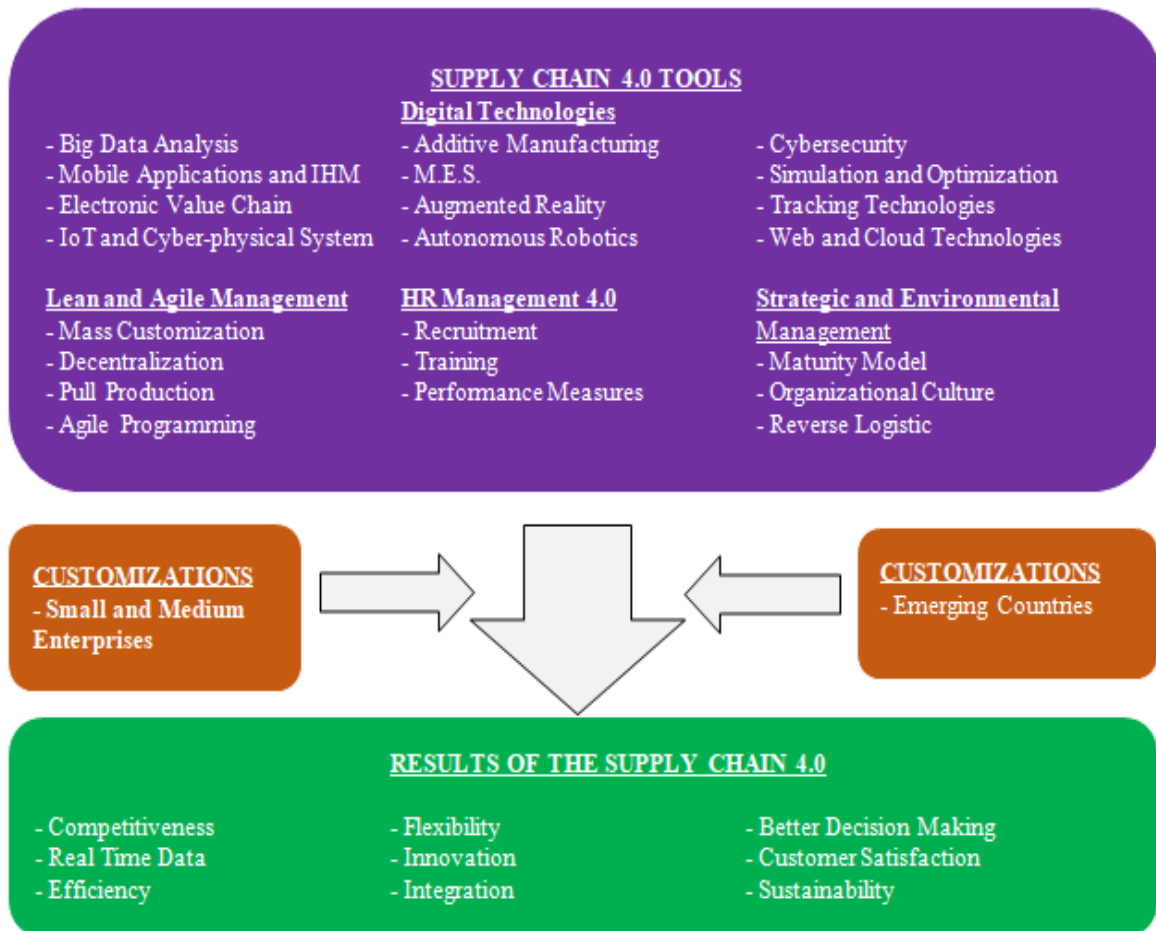 SUPPLY CHAIN 4.0 TOOLS
Digital Technologies
- Big Data Analysis
- Mobile Applications and IHM
- Electronic Value Chain
- IoT and Cyber-physical System
- Additive Manufacturing
- M.E.S.
- Augmented Reality
- Autonomous Robotics
- Cybersecurity
- Simulation and Optimization
- Tracking Technologies
- Web and Cloud Technologies
Lean and Agile Management
- Mass Customization
- Decentralization
- Pull Production
- Agile Programming
HR Management 4.0
- Recruitment
- Training
- Performance Measures
Strategic and Environmental
Management
- Maturity Model
- Organizational Culture
- Reverse Logistic
CUSTOMIZATIONS
- Small and Medium
Enterprises
CUSTOMIZATIONS
- Emerging Countries
RESULTS OF THE SUPPLY CHAIN 4.0
- Competitiveness
- Real Time Data
- Efficiency
- Flexibility
- Innovation
- Integration
- Better Decision Making
- Customer Satisfaction
- Sustainability